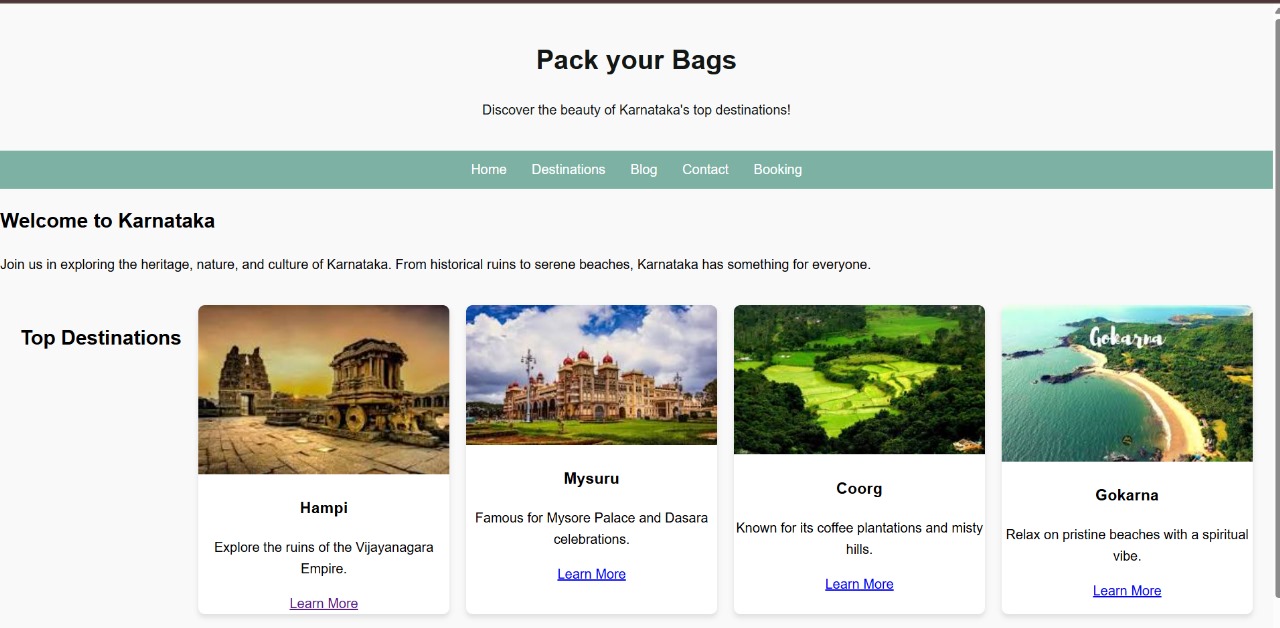 Pack your Bags
Discover the beauty of Karnataka's top destinations!
Home Destinations Blog Contact Booking
Welcome to Karnataka
Join us in exploring the heritage, nature, and culture of Karnataka. From historical ruins to serene beaches, Karnataka has something for everyone.
Top Destinations
Hampi
Explore the ruins of the Vijayanagara
Empire.
Learn More
Mysuru
Famous for Mysore Palace and Dasara
celebrations.
Learn More
Coorg
Known for its coffee plantations and misty
hills.
Learn More
Gokarna
Gokarna
Relax on pristine beaches with a spiritual
vibe.
Learn More